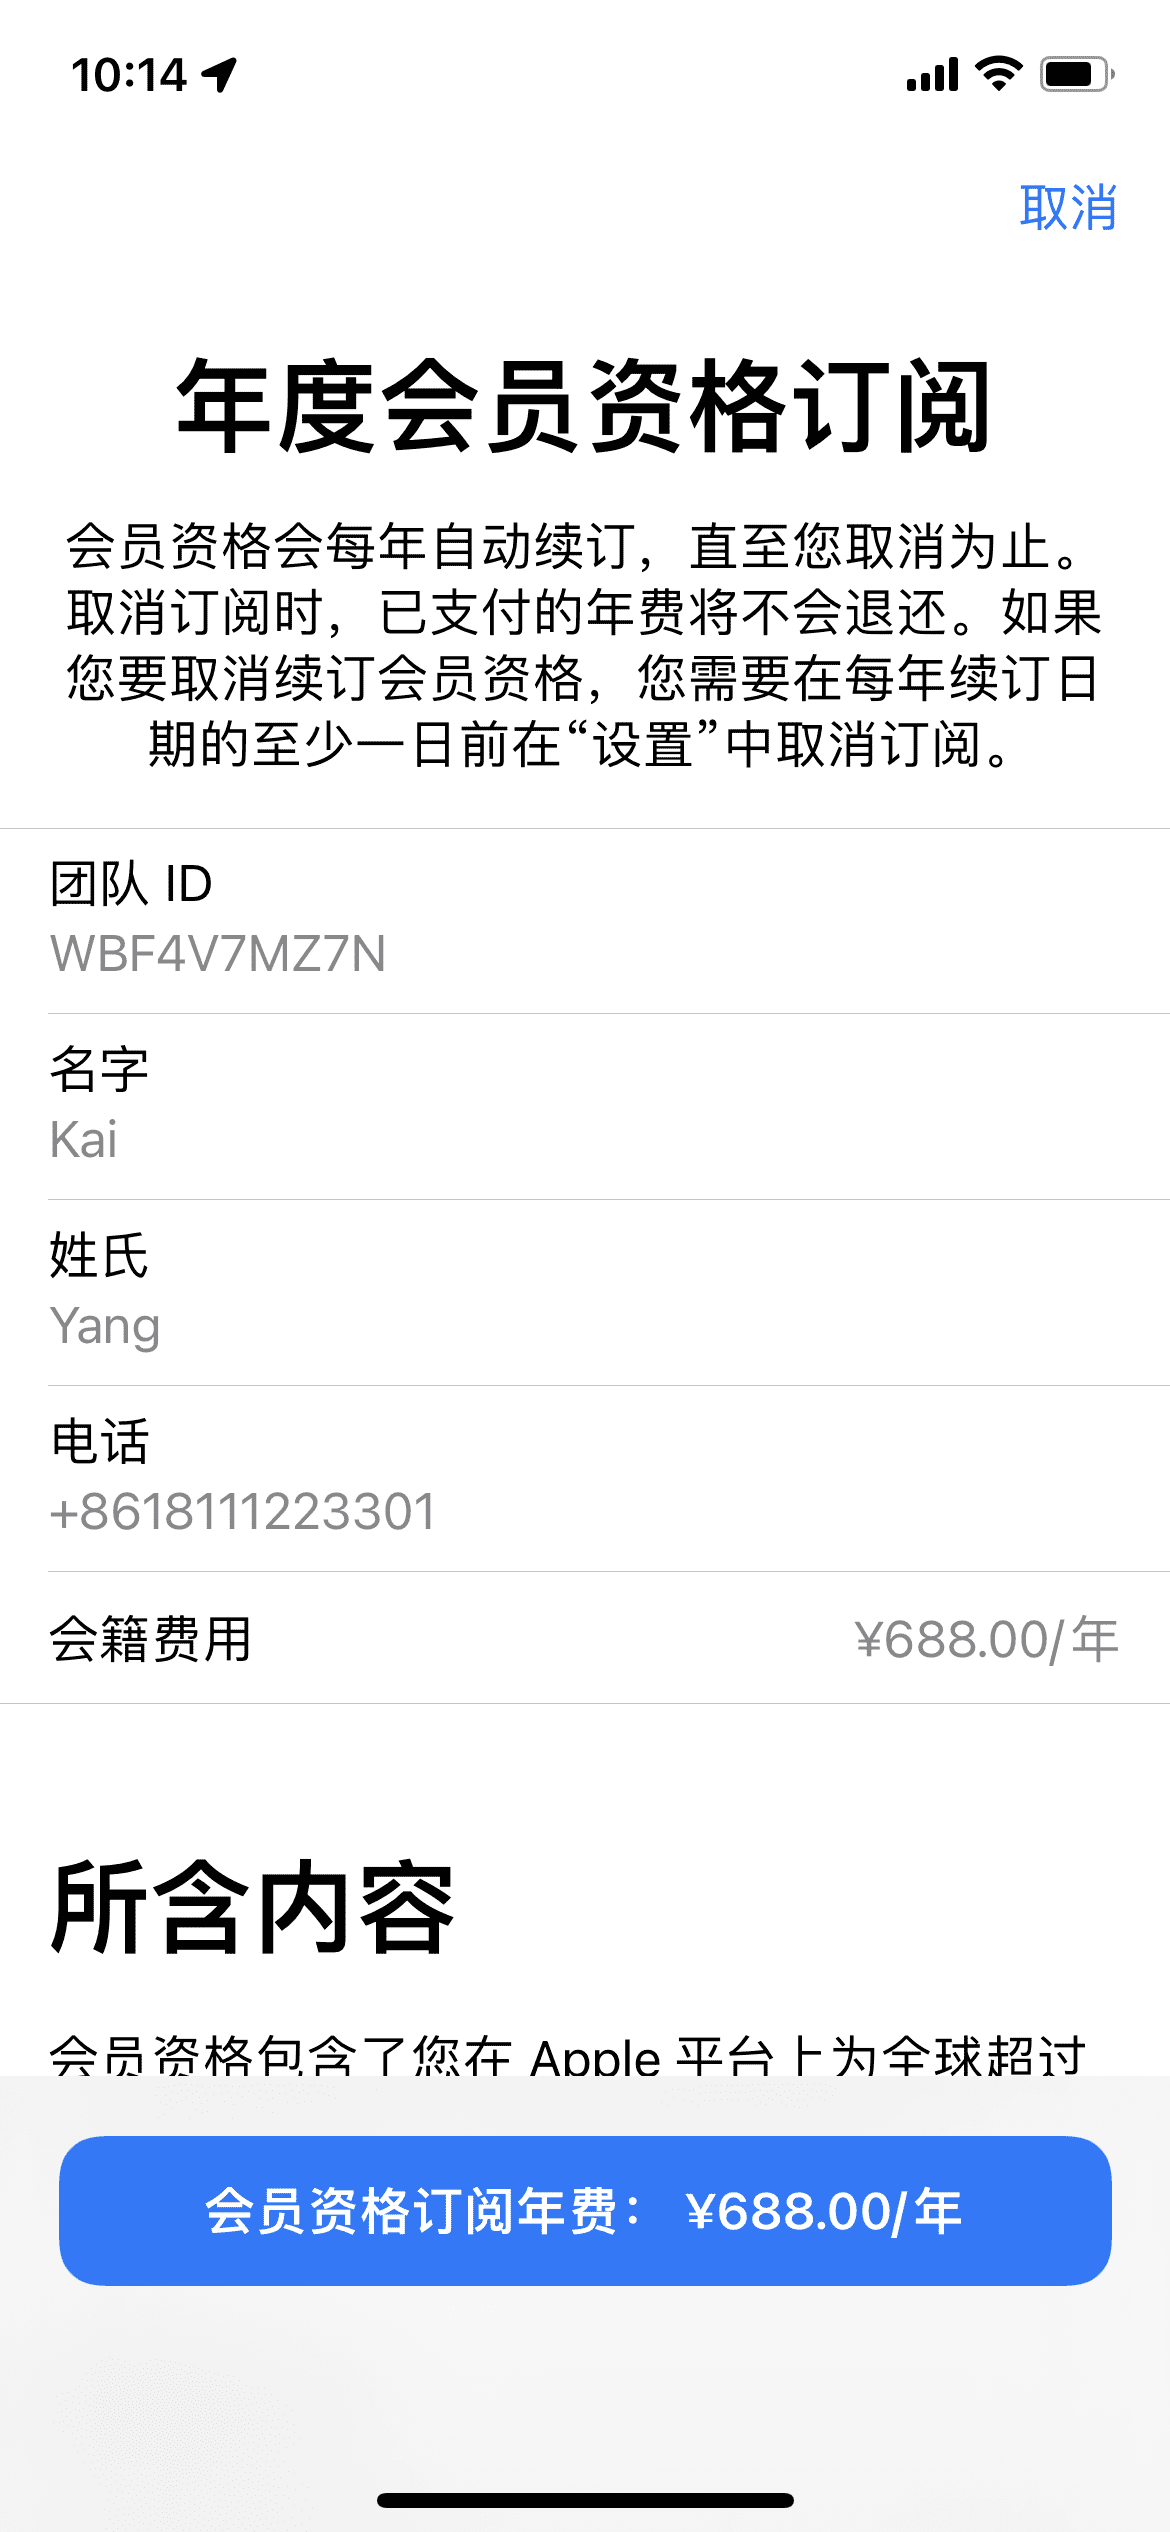 10:14
取消
年度会员资格订阅
会员资格会每年自动续订，直至您取消为止。
取消订阅时，已支付的年费将不会退还。如果
您要取消续订会员资格，您需要在每年续订日
期的至少一日前在“设置”中取消订阅。
团队 ID
WBF4V7MZ7N
名字
Kai
姓氏
Yang
电话
+8618111223301
会籍费用 ¥688.00/年
所含内容
会员资格包含了您在 Apple 平台上为全球超过
会员资格订阅年费： ¥688.00/年